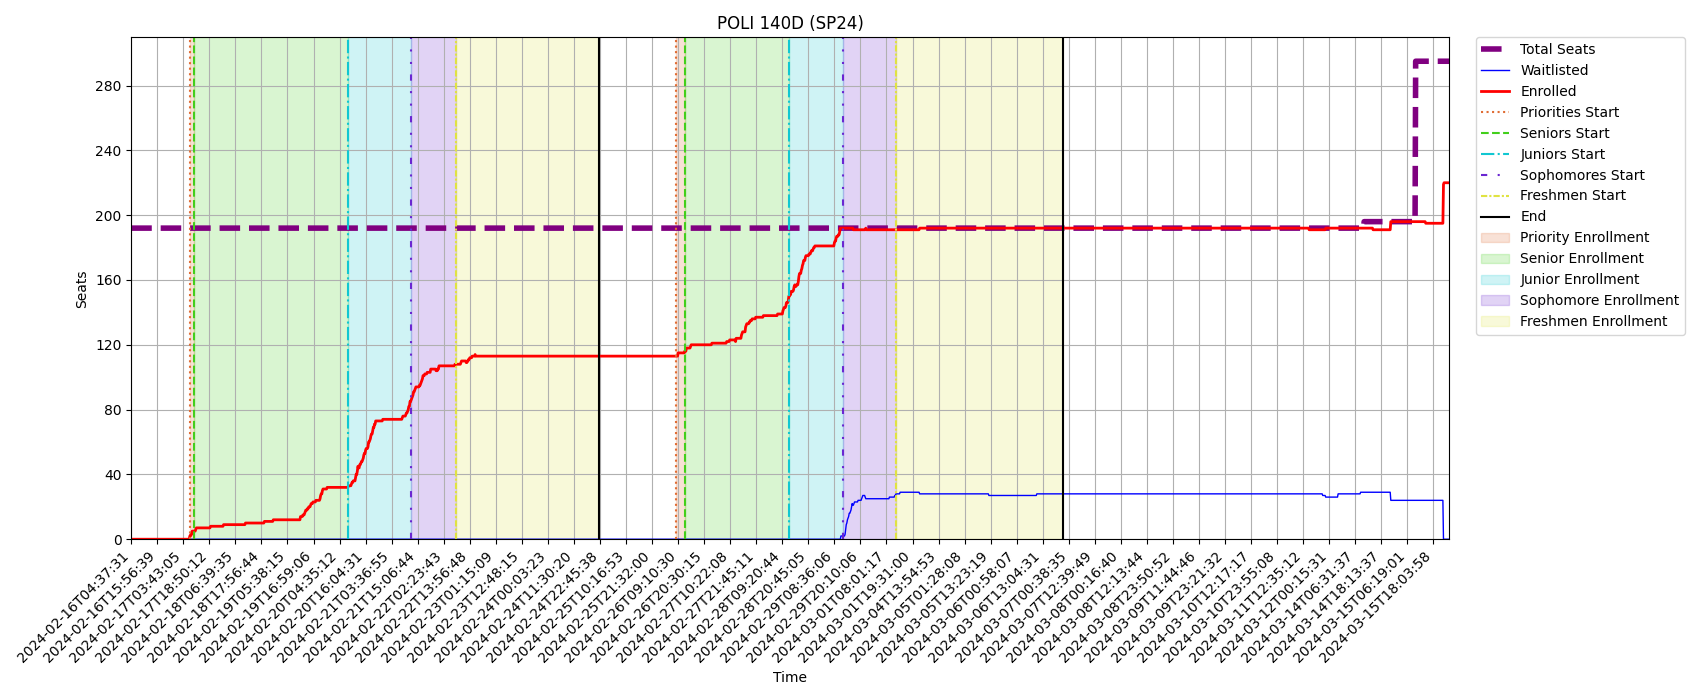 POLI 140D (SP24)
Seats
280
240
200
160
120
80
40
0
2024-02-16T04:37:31
2024-02-16T15:56:39
2024-02-17T03:43:05
2024-02-17T18:50:12
2024-02-18T06:39:35
2024-02-18T17:56:44
2024-02-19T05:38:15
2024-02-19T16:59:06
2024-02-20T04:35:12
2024-02-20T16:04:31
2024-02-21T03:36:55
2024-02-21T15:06:44
2024-02-22T02:23:43
2024-02-22T13:56:48
2024-02-23T01:15:09
2024-02-23T12:48:15
2024-02-24T00:03:23
2024-02-24T11:30:20
2024-02-24T22:45:38
2024-02-25T10:16:53
2024-02-25T21:32:00
2024-02-26T09:10:30
2024-02-26T20:30:15
2024-02-27T10:22:08
2024-02-27T21:45:11
2024-02-28T09:20:44
2024-02-28T20:45:05
2024-02-29T08:36:00
2024-02-29T20:10:06
2024-03-01T08:01:17
2024-03-01T19:31:00
2024-03-04T13:54:53
2024-03-05T01:28:08
2024-03-05T13:23:19
2024-03-06T00:58:07
2024-03-06T13:04:31
2024-03-07T00:38:35
2024-03-07T12:39:49
2024-03-08T00:16:40
2024-03-08T12:13:44
2024-03-08T23:50:52
2024-03-09T11:44:46
2024-03-09T23:21:32
2024-03-10T12:17:17
2024-03-10T23:55:08
2024-03-11T12:35:12
2024-03-12T00:15:31
2024-03-14T06:31:37
2024-03-14T18:13:37
2024-03-15T06:19:01
2024-03-15T18:03:58
Time
Total Seats
Waitlisted
Enrolled
Priorities Start
Seniors Start
Juniors Start
Sophomores Start
Freshmen Start
End
Priority Enrollment
Senior Enrollment
Junior Enrollment
Sophomore Enrollment
Freshmen Enrollment